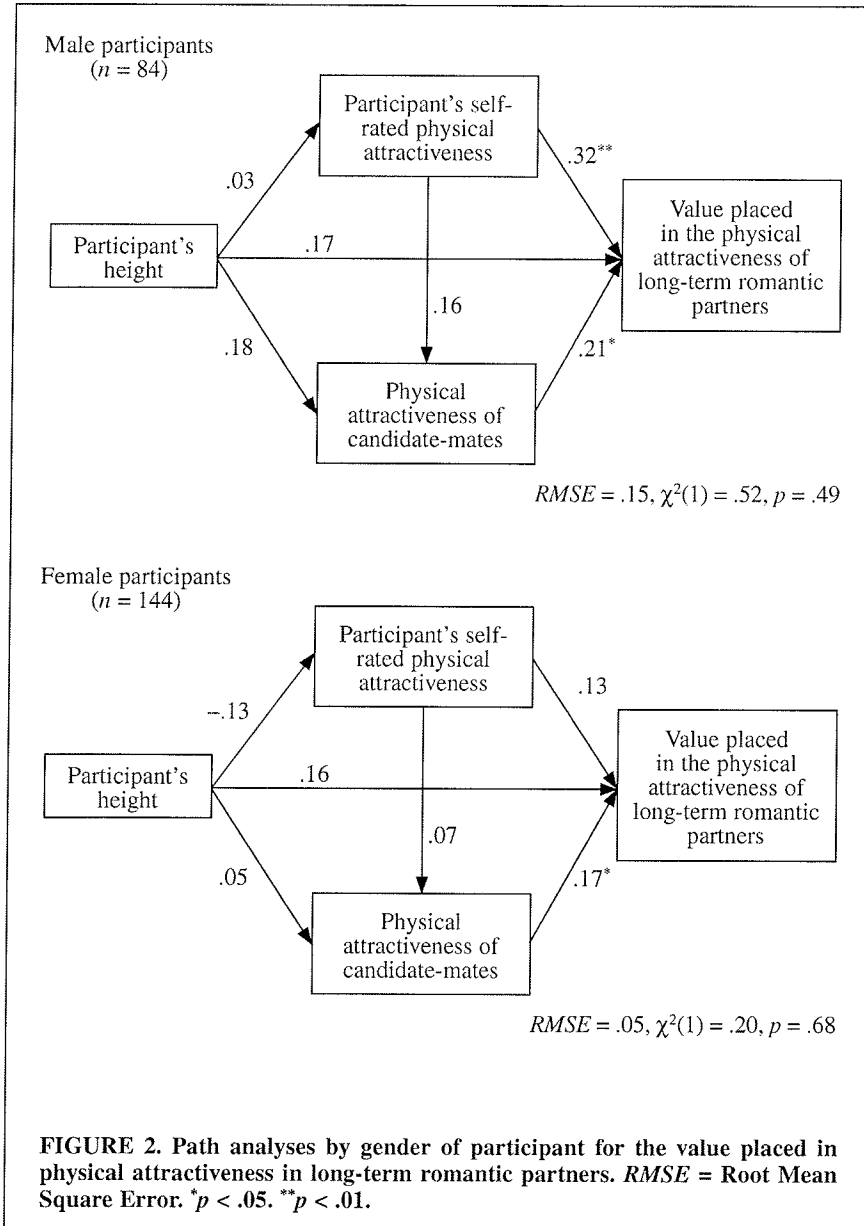 Male participants
(n = 84)
Participant's self-
rated physical
attractiveness
.03
.32**
Participant's
height
.17
Value placed
in the physical
attractiveness of
long-term romantic
partners
.16
.18
.21*
Physical
attractiveness of
candidate-mates
RMSE = .15, χ²(1) = .52, p = .49
Female participants
(n = 144)
Participant's self-
rated physical
attractiveness
–.13
.13
Participant's
height
.16
Value placed
in the physical
attractiveness of
long-term romantic
partners
.07
.05
.17*
Physical
attractiveness of
candidate-mates
RMSE = .05, χ²(1) = .20, p = .68
FIGURE 2. Path analyses by gender of participant for the value placed in
physical attractiveness in long-term romantic partners. RMSE = Root Mean
Square Error. *p < .05. **p < .01.